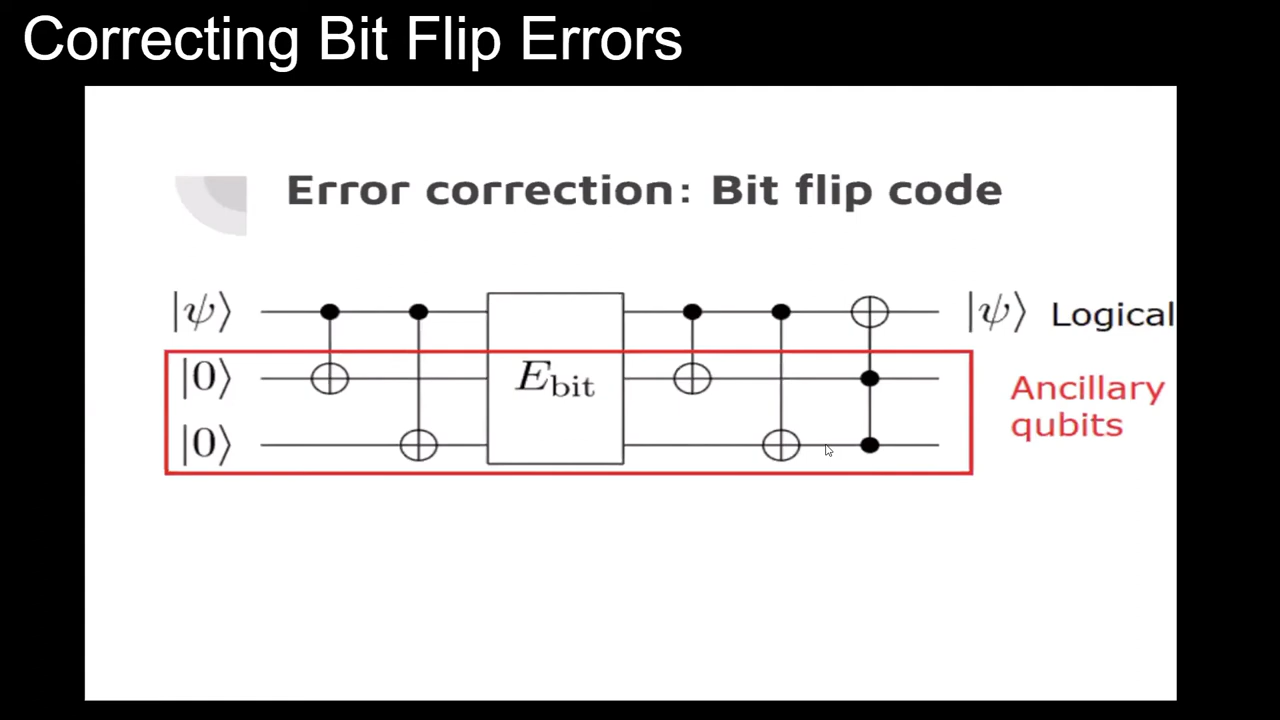 Correcting Bit Flip Errors
Error correction: Bit flip code
|ψ⟩ |ψ⟩ Logical
|0⟩ E_bit Ancillary
|0⟩ qubits